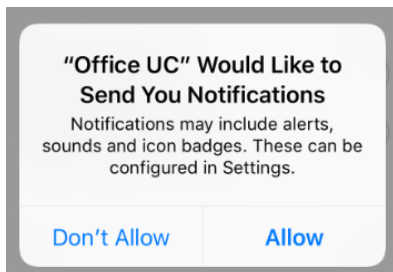 “Office UC” Would Like to
Send You Notifications
Notifications may include alerts,
sounds and icon badges. These can be
configured in Settings.
Don’t Allow
Allow